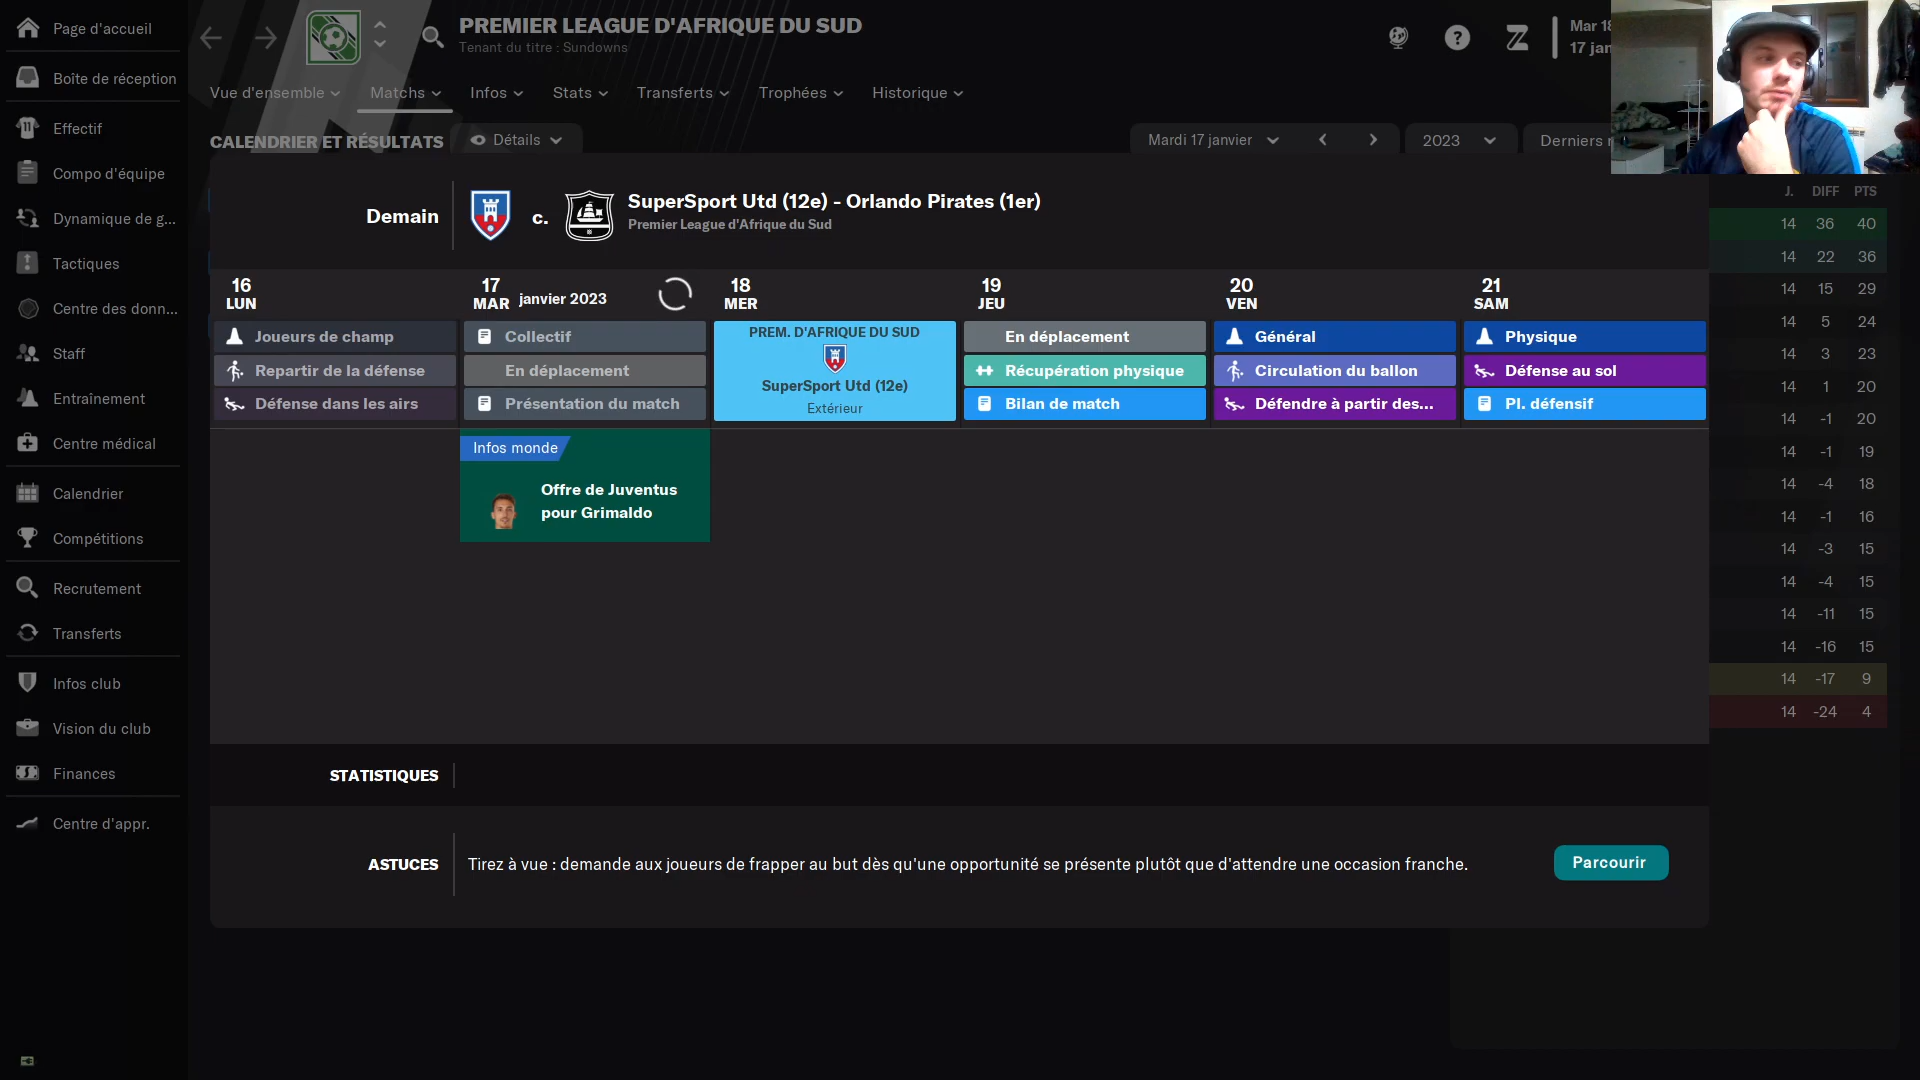 Page d'accueil
Boîte de réception
Effectif
Compo d'équipe
Dynamique de g...
Tactiques
Centre des donn...
Staff
Entraînement
Centre médical
Calendrier
Compétitions
Recrutement
Transferts
Infos club
Vision du club
Finances
Centre d'appr.
PREMIER LEAGUE D'AFRIQUE DU SUD
Tenant du titre : Sundowns
Mar 18
17 jan
Vue d'ensemble
Matchs
Infos
Stats
Transferts
Trophées
Historique
CALENDRIER ET RÉSULTATS
Détails
Mardi 17 janvier
2023
Derniers
Demain
c.
SuperSport Utd (12e) - Orlando Pirates (1er)
Premier League d'Afrique du Sud
16
LUN
17
MAR janvier 2023
18
MER
19
JEU
20
VEN
21
SAM
Joueurs de champ
Repartir de la défense
Défense dans les airs
Collectif
En déplacement
Présentation du match
PREM. D'AFRIQUE DU SUD
SuperSport Utd (12e)
Extérieur
En déplacement
Récupération physique
Bilan de match
Général
Circulation du ballon
Défendre à partir des...
Physique
Défense au sol
Pl. défensif
Infos monde
Offre de Juventus
pour Grimaldo
STATISTIQUES
ASTUCES
Tirez à vue : demande aux joueurs de frapper au but dès qu'une opportunité se présente plutôt que d'attendre une occasion franche.
Parcourir
J. DIFF PTS
14 36 40
14 22 36
14 15 29
14 5 24
14 3 23
14 1 20
14 -1 20
14 -1 19
14 -4 18
14 -1 16
14 -3 15
14 -4 15
14 -11 15
14 -16 15
14 -17 9
14 -24 4